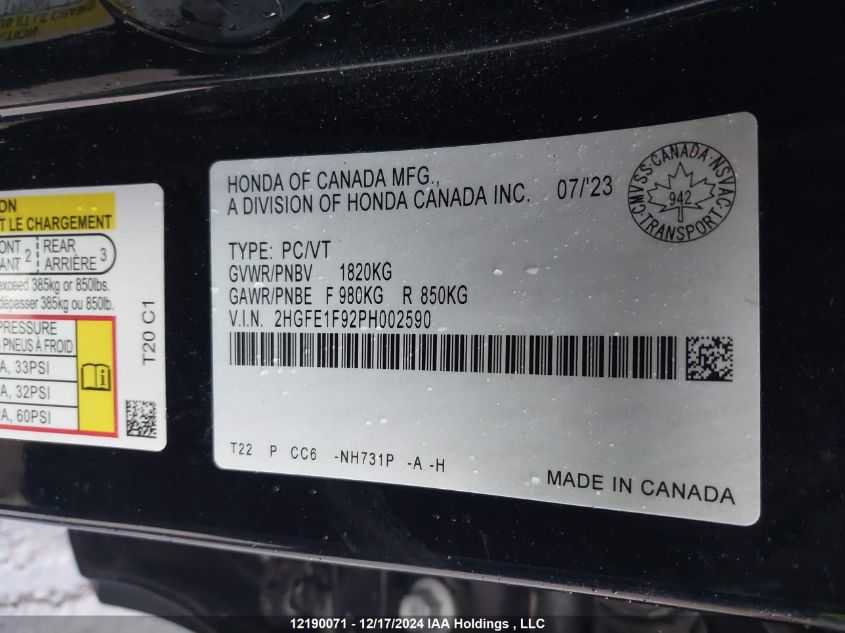 HONDA OF CANADA MFG.,
A DIVISION OF HONDA CANADA INC. 07/'23
CMVSS·CANADA·NSVAC
942
TRANSPORT
TYPE: PC/VT
GVWR/PNBV 1820KG
GAWR/PNBE F 980KG R 850KG
V.I.N. 2HGFE1F92PH002590
T22 P CC6 -NH731P -A -H
MADE IN CANADA
LE CHARGEMENT
2 REAR
ARRIÈRE 3
exceed 385kg or 850lbs.
dépasser 385kg ou 850lb.
PRESSURE
PNEUS À FROID
33PSI
32PSI
60PSI
T20 C1
12190071 - 12/17/2024 IAA Holdings , LLC